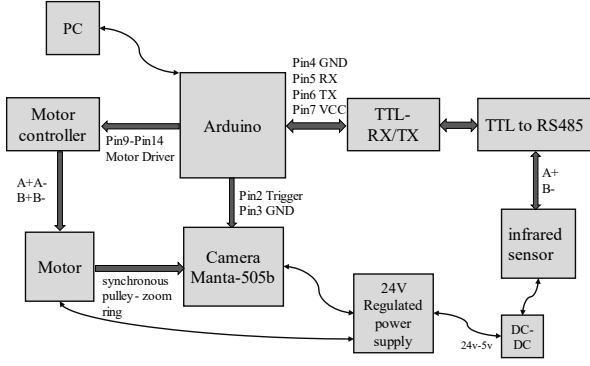 PC
Pin4 GND
Pin5 RX
Pin6 TX
Pin7 VCC
Motor
controller
Pin9-Pin14
Motor Driver
Arduino
TTL-
RX/TX
TTL to RS485
A+A-
B+B-
Pin2 Trigger
Pin3 GND
A+
B-
Motor
synchronous
pulley - zoom
ring
Camera
Manta-505b
infrared
sensor
24V
Regulated
power
supply
24v-5v
DC-
DC